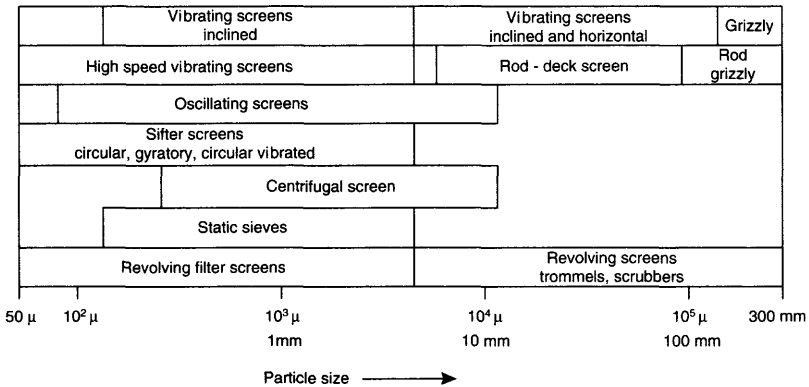 Vibrating screens
inclined
Vibrating screens
inclined and horizontal
Grizzly
High speed vibrating screens
Rod - deck screen
Rod
grizzly
Oscillating screens
Sifter screens
circular, gyratory, circular vibrated
Centrifugal screen
Static sieves
Revolving filter screens
Revolving screens
trommels, scrubbers
50 μ 10² μ 10³ μ 10⁴ μ 10⁵ μ 300 mm
1mm 10 mm 100 mm
Particle size